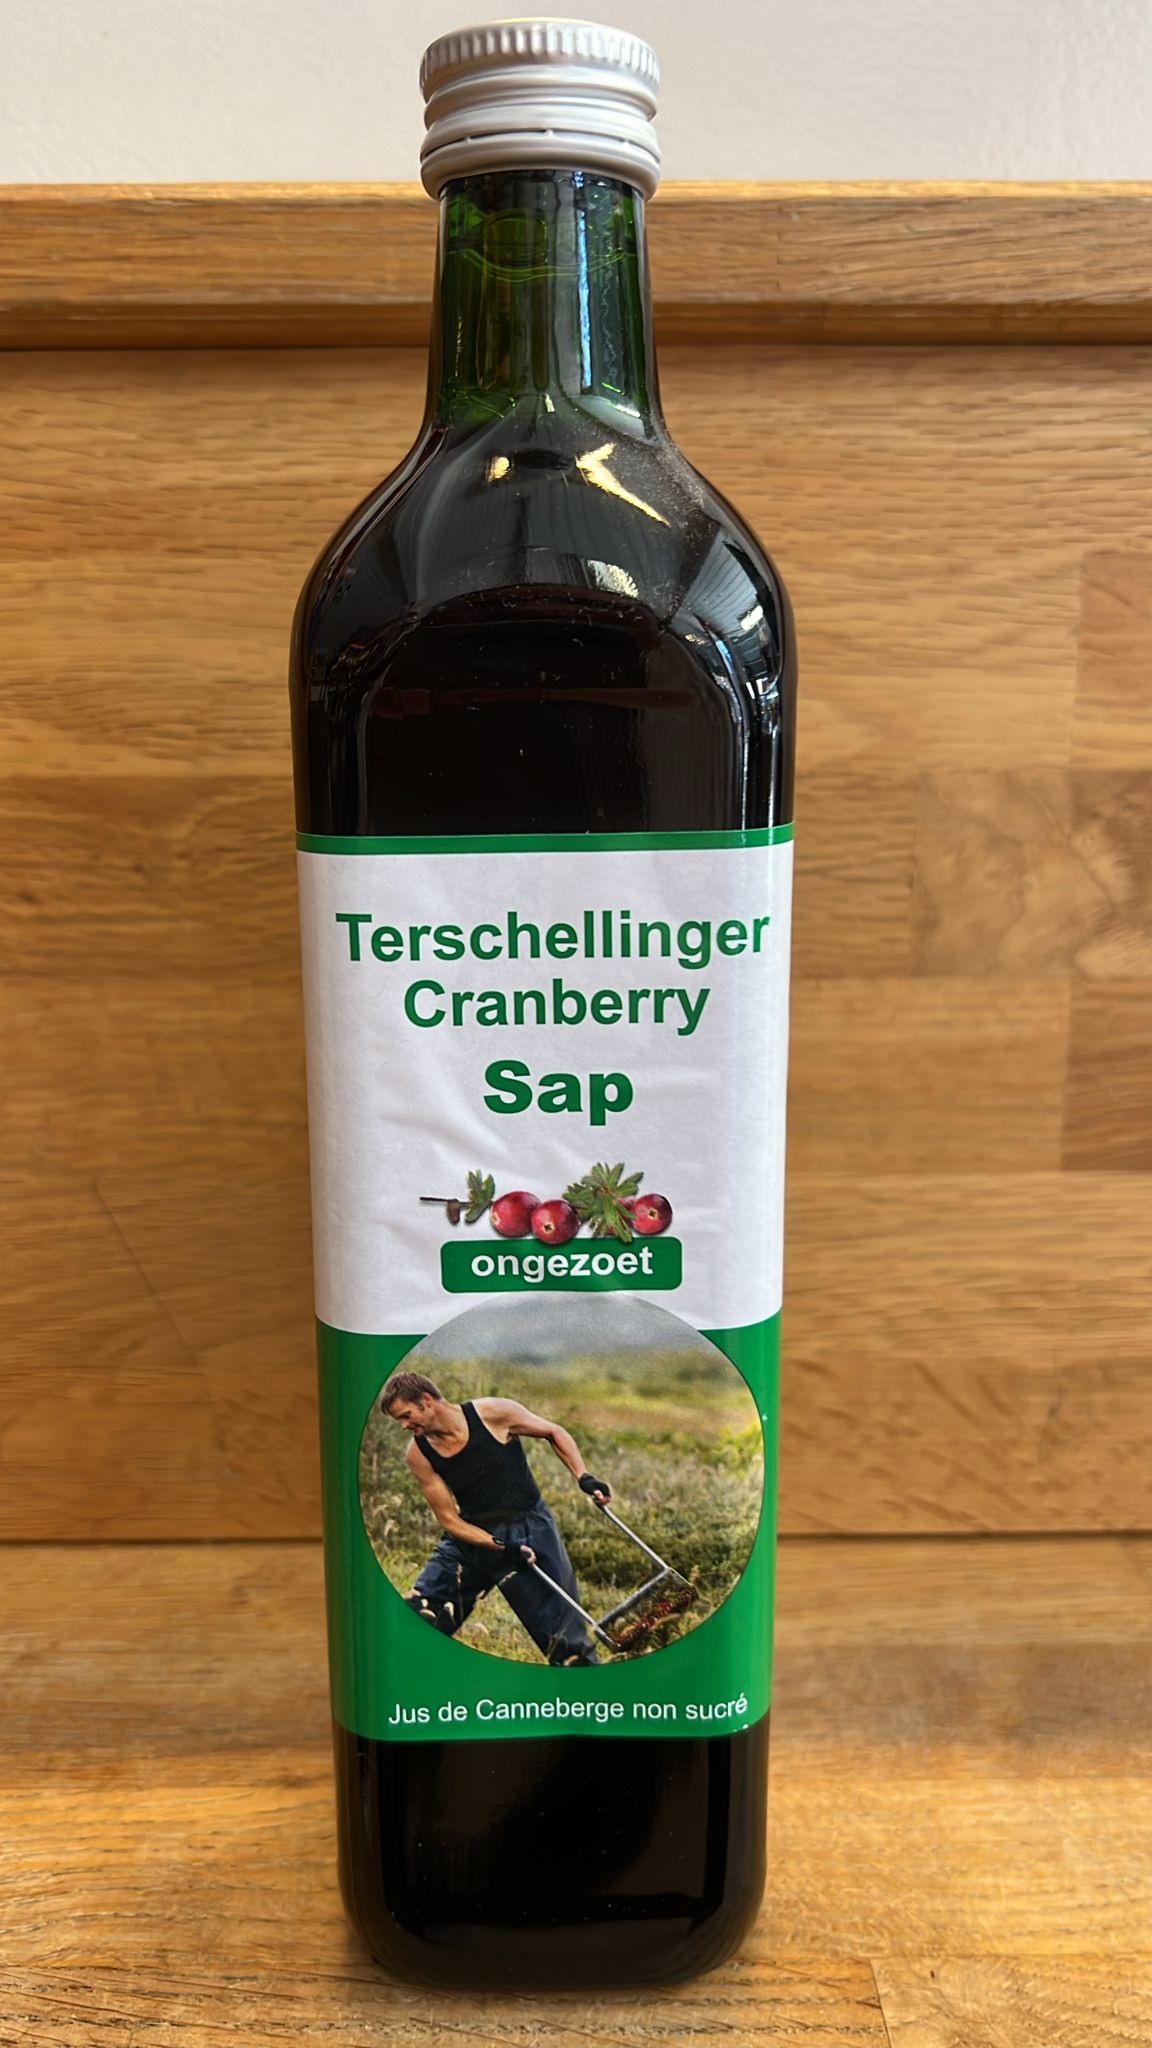 Terschellinger
Cranberry
Sap
ongezoet
Jus de Canneberge non sucré